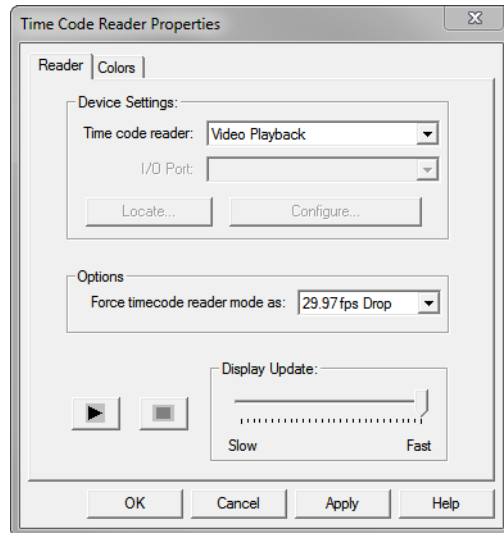 Time Code Reader Properties
Reader Colors
Device Settings:
Time code reader: Video Playback
I/O Port:
Locate... Configure...
Options
Force timecode reader mode as: 29.97 fps Drop
Display Update:
Slow Fast
OK Cancel Apply Help